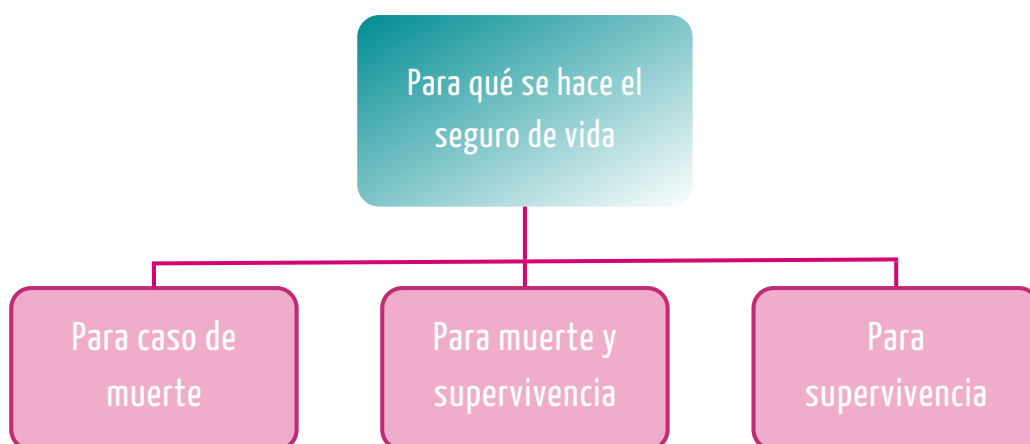 Para qué se hace el
seguro de vida
Para caso de
muerte
Para muerte y
supervivencia
Para
supervivencia